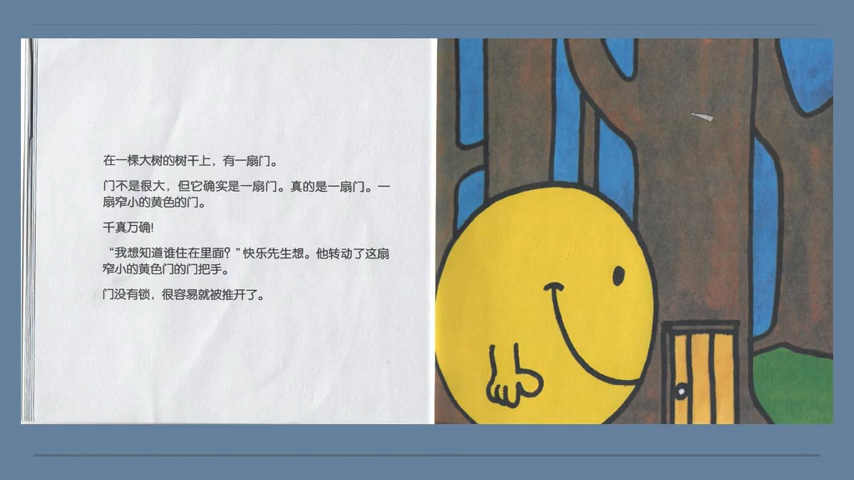 在一棵大树的树干上，有一扇门。
门不是很大，但它确实是一扇门。真的是一扇门。一
扇窄小的黄色的门。
千真万确!
“我想知道谁住在里面？”快乐先生想。他转动了这扇
窄小的黄色门的门把手。
门没有锁，很容易就被推开了。